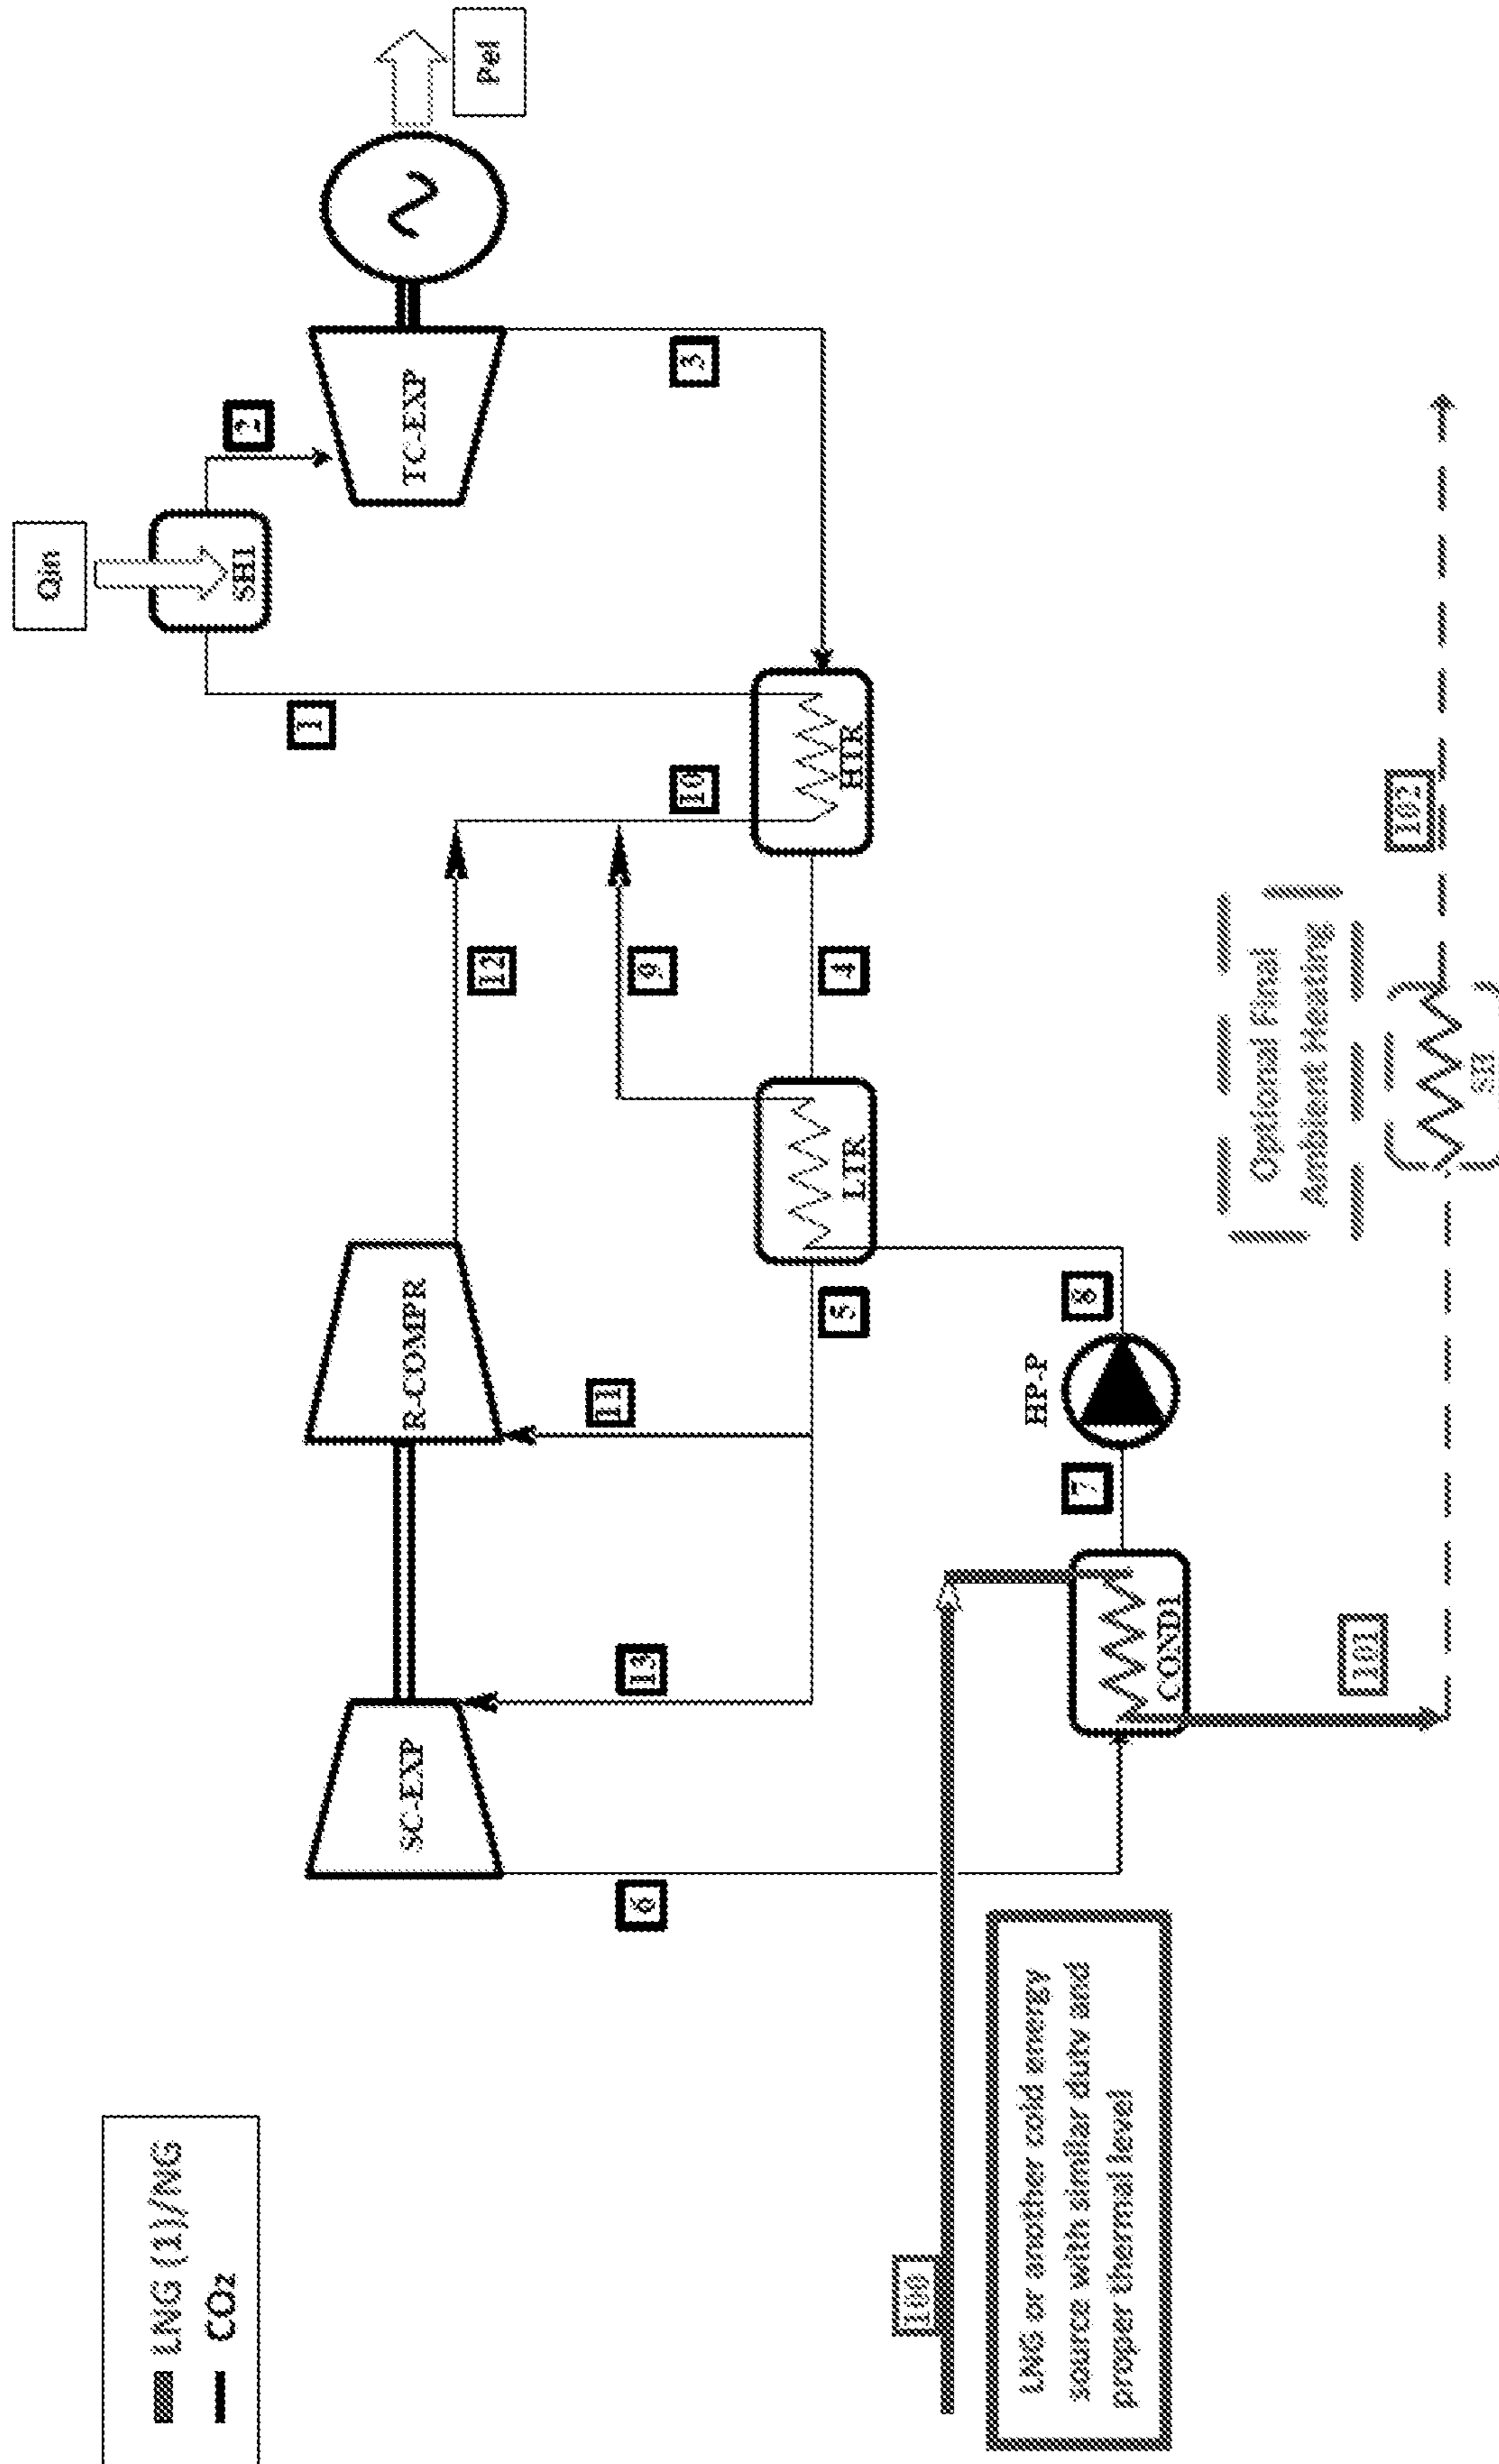 LNG (1)/NG
CO₂
Qin
SH1
2
TC-EXP
Pel
1
3
SC-EXP
R-COMPR
12
10
HTR
9
4
LTR
5
11
13
6
HP-P
8
7
COND1
100
LNG or another cold energy
source with similar duty and
proper thermal level
101
Optional Final
Ambient Heating
SH
102